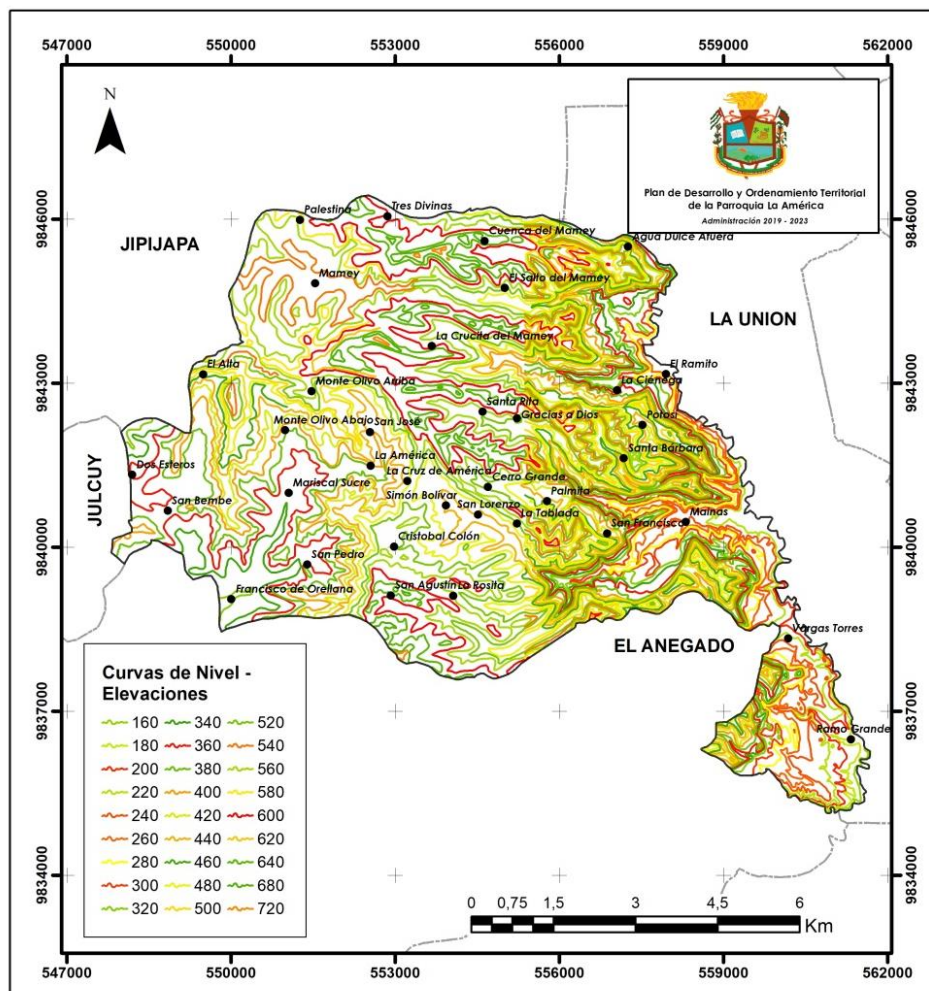 547000 550000 553000 556000 559000 562000
N
Plan de Desarrollo y Ordenamiento Territorial
de la Parroquia La América
Administración 2019 - 2023
9846000 9846000
Palestina
Tres Divinas
Cuenca del Mamey
Agua Dulce Afuera
JIPIJAPA
Mamey
El Salto del Mamey
LA UNION
La Crucita del Mamey
El Alta
El Ramito
9843000 9843000
Monte Olivo Arriba
La Ciénega
Santa Rita
Gracias a Dios
Potosí
Monte Olivo Abajo
San José
Santa Bárbara
La América
Dos Esteros
La Cruz de América
Cerro Grande
Mariscal Sucre
JULCUY
San Bembe
Simón Bolívar
San Lorenzo
Palmita
La Tablada
San Francisco
Mainas
9840000 9840000
Cristobal Colón
San Pedro
Francisco de Orellana
San Agustín
La Rosita
EL ANEGADO
Vargas Torres
9837000 9837000
Ramo Grande
Curvas de Nivel -
Elevaciones
160 340 520
180 360 540
200 380 560
220 400 580
240 420 600
260 440 620
280 460 640
300 480 680
320 500 720
9834000 9834000
0 0,75 1,5 3 4,5 6
Km
547000 550000 553000 556000 559000 562000